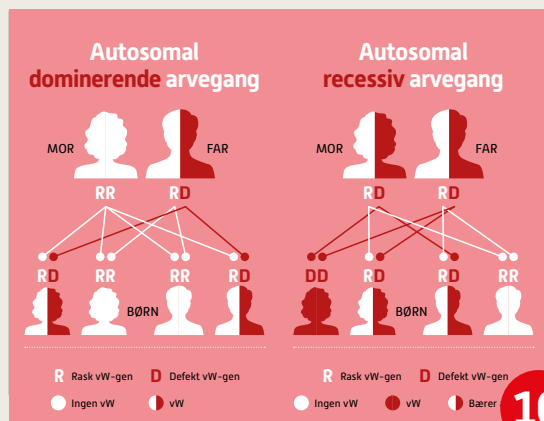 Autosomal
dominerende arvegang
MOR
FAR
RR
RD
RD
RR
RR
RD
BØRN
R Rask vW-gen
D Defekt vW-gen
Ingen vW
vW
Autosomal
recessiv arvegang
MOR
FAR
RD
RD
DD
RD
RD
RR
BØRN
R Rask vW-gen
D Defekt vW-gen
Ingen vW
vW
Bærer